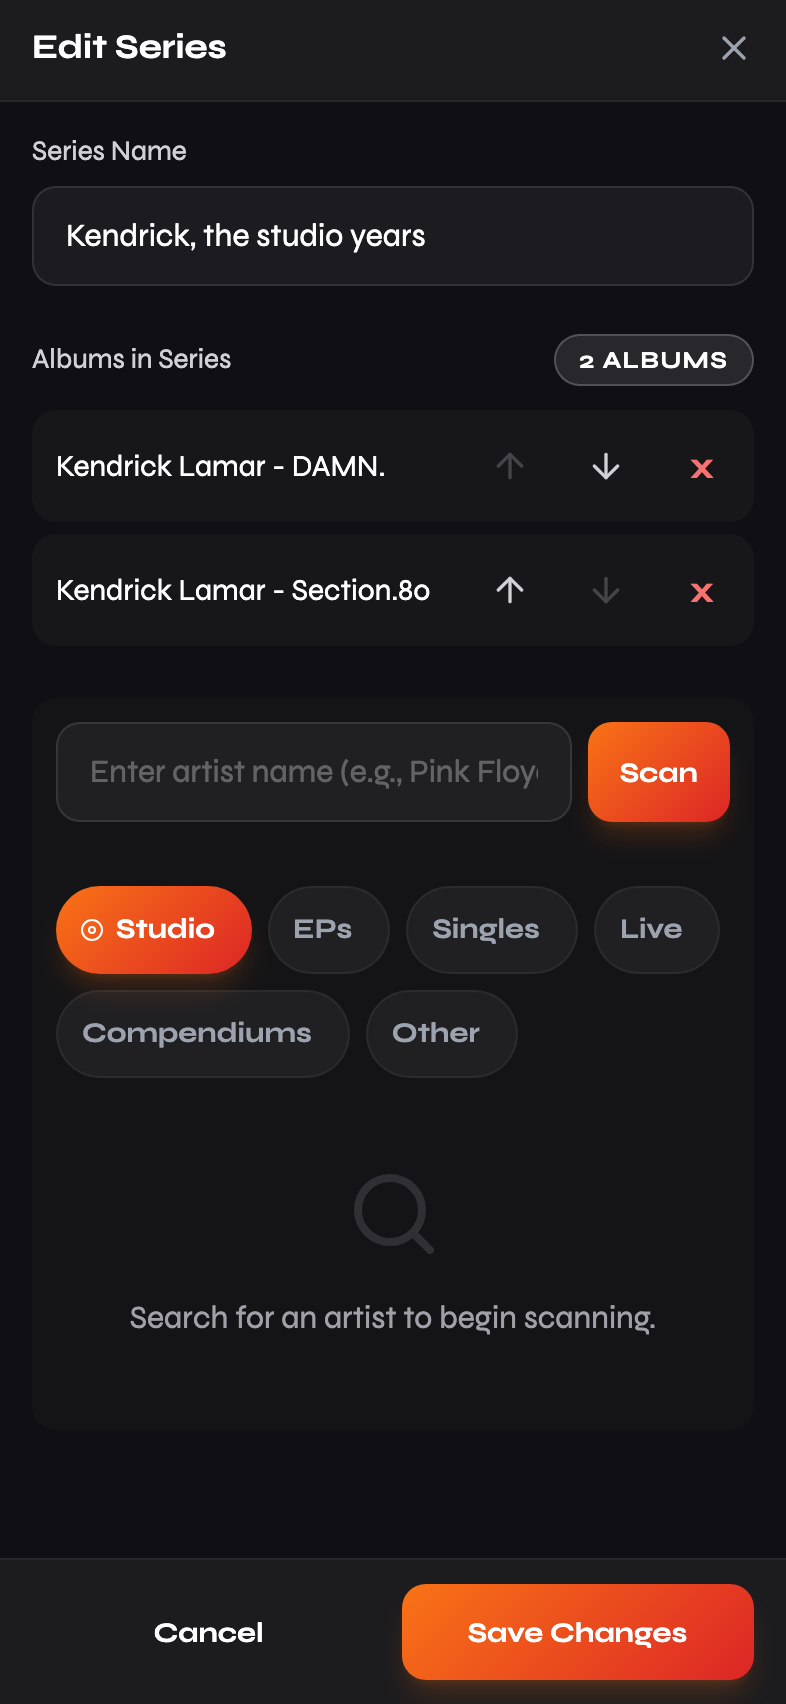 Edit Series
Series Name
Kendrick, the studio years
Albums in Series
2 ALBUMS
Kendrick Lamar - DAMN.
x
Kendrick Lamar - Section.80
x
Enter artist name (e.g., Pink Floy
Scan
Studio
EPs
Singles
Live
Compendiums
Other
Search for an artist to begin scanning.
Cancel
Save Changes